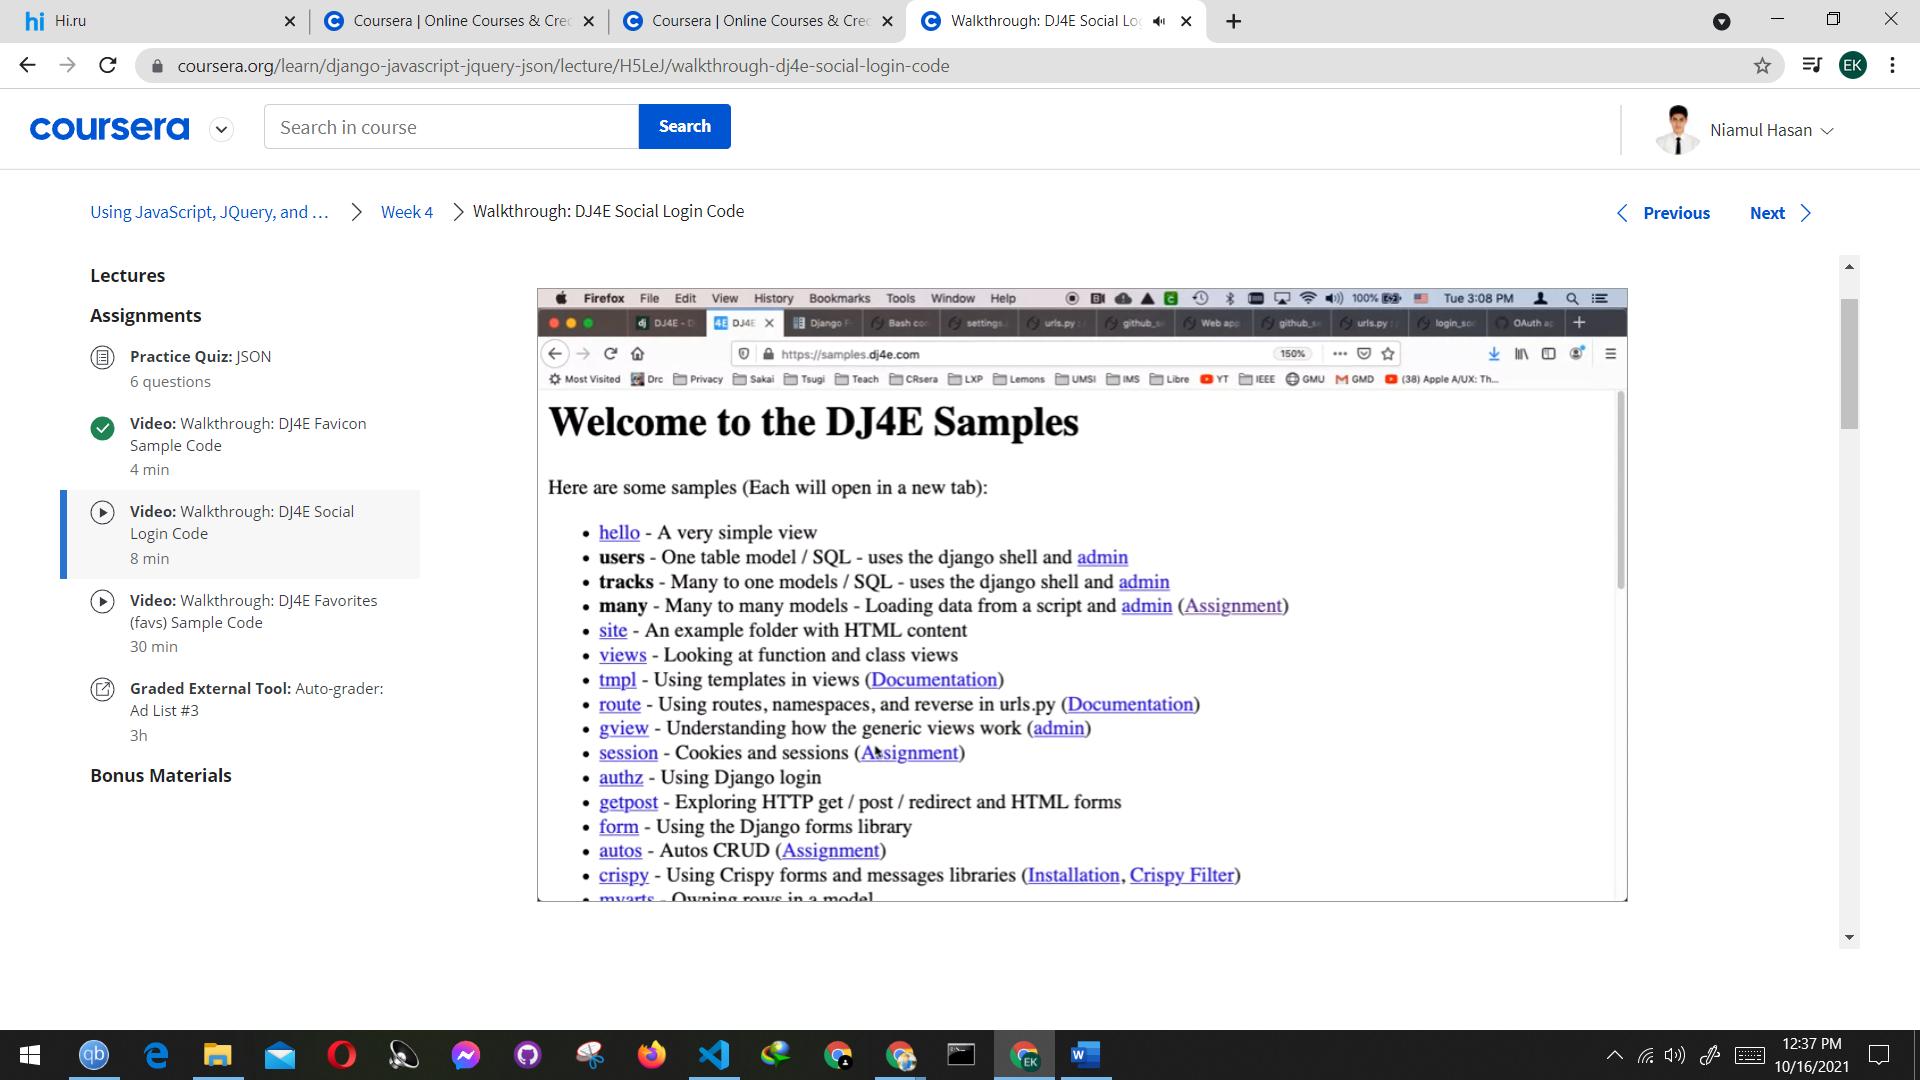 Hi.ru
Coursera | Online Courses & Cre
Coursera | Online Courses & Cre
Walkthrough: DJ4E Social Lo
coursera.org/learn/django-javascript-jquery-json/lecture/H5LeJ/walkthrough-dj4e-social-login-code
EK
coursera
Search in course
Search
Niamul Hasan
Using JavaScript, JQuery, and ...
Week 4
Walkthrough: DJ4E Social Login Code
Previous
Next
Lectures
Assignments
Practice Quiz: JSON
6 questions
Video: Walkthrough: DJ4E Favicon
Sample Code
4 min
Video: Walkthrough: DJ4E Social
Login Code
8 min
Video: Walkthrough: DJ4E Favorites
(favs) Sample Code
30 min
Graded External Tool: Auto-grader:
Ad List #3
3h
Bonus Materials
Firefox File Edit View History Bookmarks Tools Window Help 100% Tue 3:08 PM
DJ4E - D
DJ4E
Django F
Bash co
settings.
urls.py :
github_s
Web app
github_s
urls.py :
login_so
OAuth a
https://samples.dj4e.com
150%
Most Visited Drc Privacy Sakai Tsugi Teach CRsera LXP Lemons UMSI IMS Libre YT IEEE GMU GMD (38) Apple A/UX: Th...
Welcome to the DJ4E Samples
Here are some samples (Each will open in a new tab):
• hello - A very simple view
• users - One table model / SQL - uses the django shell and admin
• tracks - Many to one models / SQL - uses the django shell and admin
• many - Many to many models - Loading data from a script and admin (Assignment)
• site - An example folder with HTML content
• views - Looking at function and class views
• tmpl - Using templates in views (Documentation)
• route - Using routes, namespaces, and reverse in urls.py (Documentation)
• gview - Understanding how the generic views work (admin)
• session - Cookies and sessions (Assignment)
• authz - Using Django login
• getpost - Exploring HTTP get / post / redirect and HTML forms
• form - Using the Django forms library
• autos - Autos CRUD (Assignment)
• crispy - Using Crispy forms and messages libraries (Installation, Crispy Filter)
• myarts - Owning rows in a model
12:37 PM
10/16/2021